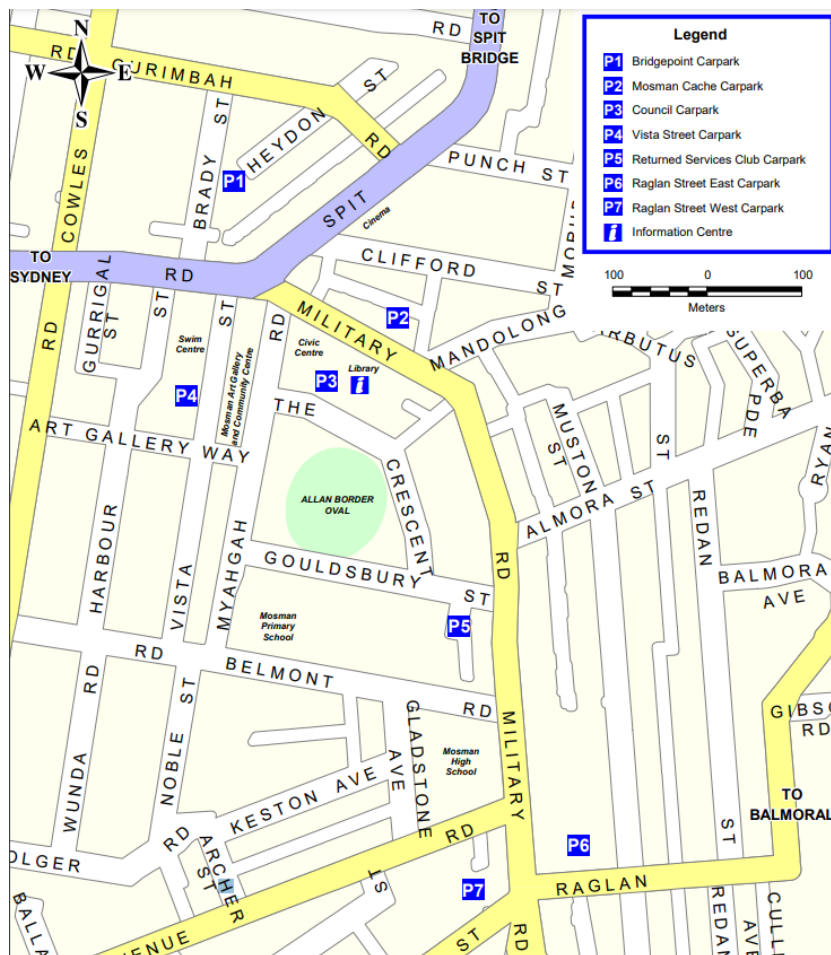 N
W E
S
TO
SPIT
BRIDGE
RD
Legend
P1 Bridgepoint Carpark
P2 Mosman Cache Carpark
P3 Council Carpark
P4 Vista Street Carpark
P5 Returned Services Club Carpark
P6 Raglan Street East Carpark
P7 Raglan Street West Carpark
i Information Centre
100 0 100
Meters
RD GURIMBAH RD
HEYDON ST
BRADY ST
P1
COWLES RD
PUNCH ST
SPIT RD
Cinema
TO
SYDNEY
CLIFFORD ST
GURRIGAL ST
ST
ST
RD
MILITARY
P2
MANDOLONG
ARBUTUS
ST
SUPERBA
PDE
Swim
Centre
Civic
Centre
Library
P3 i
P4
Mosman Art Gallery
and Community Centre
THE CRESCENT
ART GALLERY WAY
MUSTON ST
ALMORA ST
REDAN
RYAN
ALLAN BORDER
OVAL
HARBOUR
VISTA
MYAHGAH
GOULDSBURY ST
RD
BALMORA
AVE
Mosman
Primary
School
P5
RD BELMONT RD
RD
WUNDA
NOBLE ST
GLADSTONE
AVE
Mosman
High
School
MILITARY
GIBSO
RD
TO
BALMORAL
KESTON AVE
RD
ARCHER ST
OLGER
RD
P6
ST
P7
RAGLAN
ST
ST
REDAN
AVE
CULL
BALLA
ENUE
RD